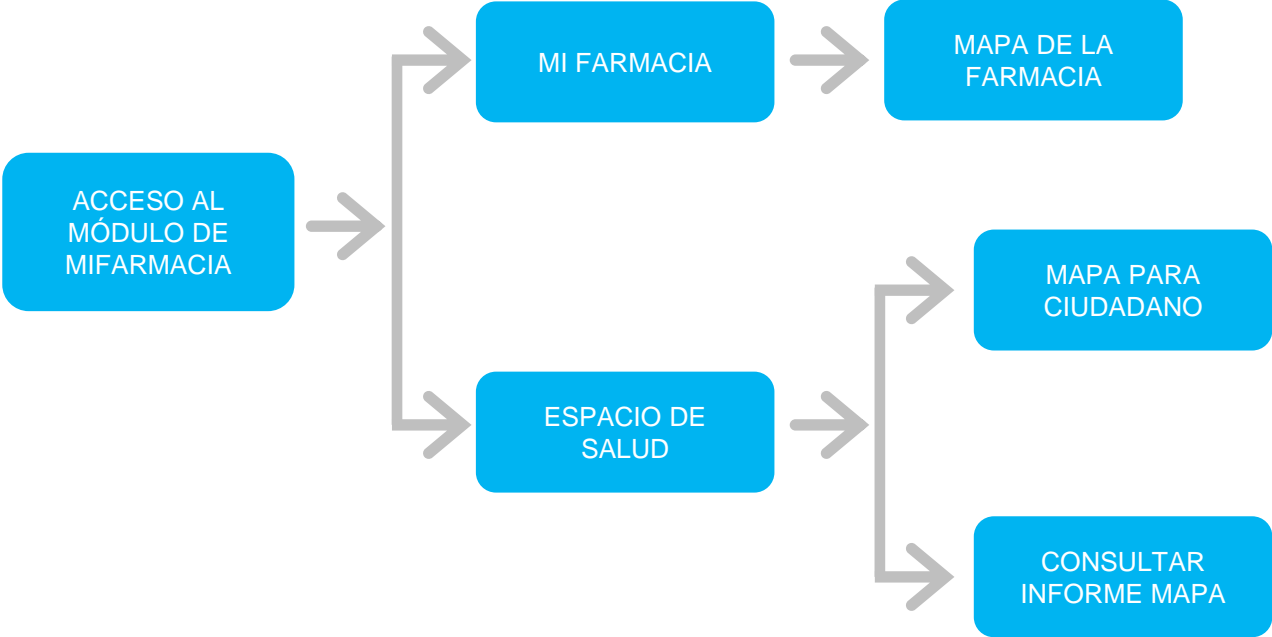 MI FARMACIA
MAPA DE LA
FARMACIA
ACCESO AL
MÓDULO DE
MIFARMACIA
MAPA PARA
CIUDADANO
ESPACIO DE
SALUD
CONSULTAR
INFORME MAPA